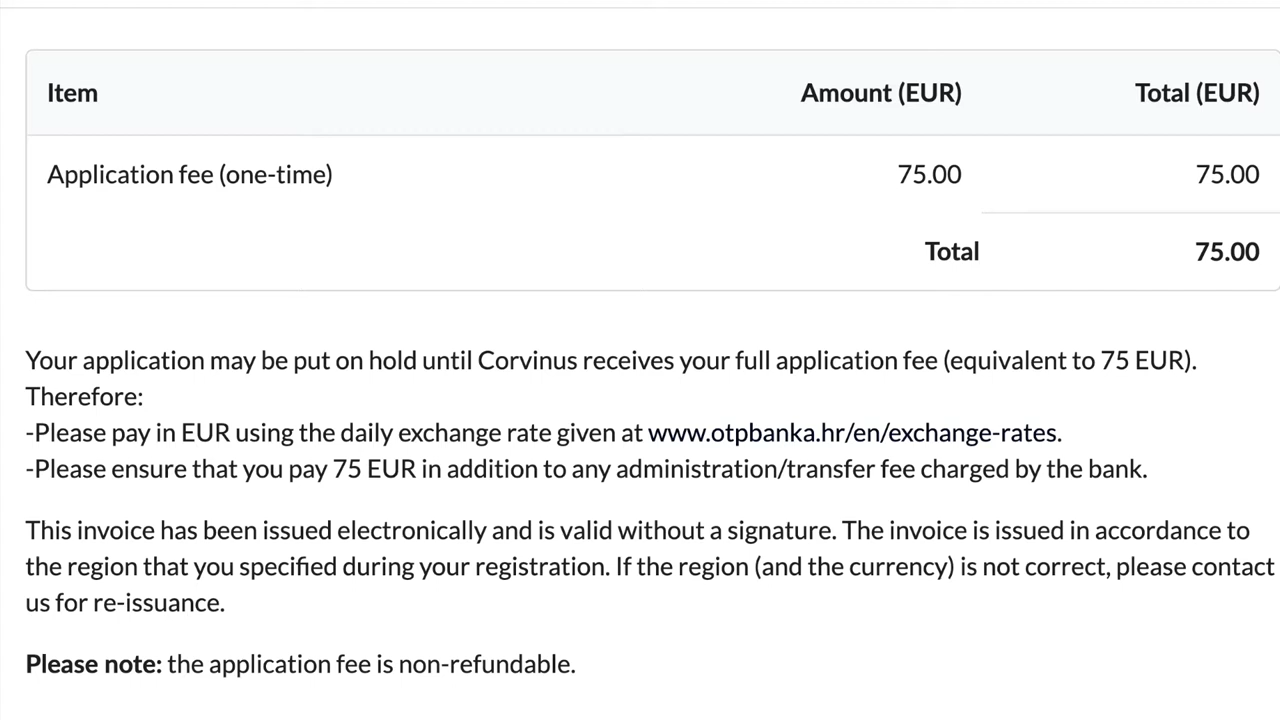 Item Amount (EUR) Total (EUR)
Application fee (one-time) 75.00 75.00
Total 75.00
Your application may be put on hold until Corvinus receives your full application fee (equivalent to 75 EUR).
Therefore:
-Please pay in EUR using the daily exchange rate given at www.otpbanka.hr/en/exchange-rates.
-Please ensure that you pay 75 EUR in addition to any administration/transfer fee charged by the bank.
This invoice has been issued electronically and is valid without a signature. The invoice is issued in accordance to
the region that you specified during your registration. If the region (and the currency) is not correct, please contact
us for re-issuance.
Please note: the application fee is non-refundable.